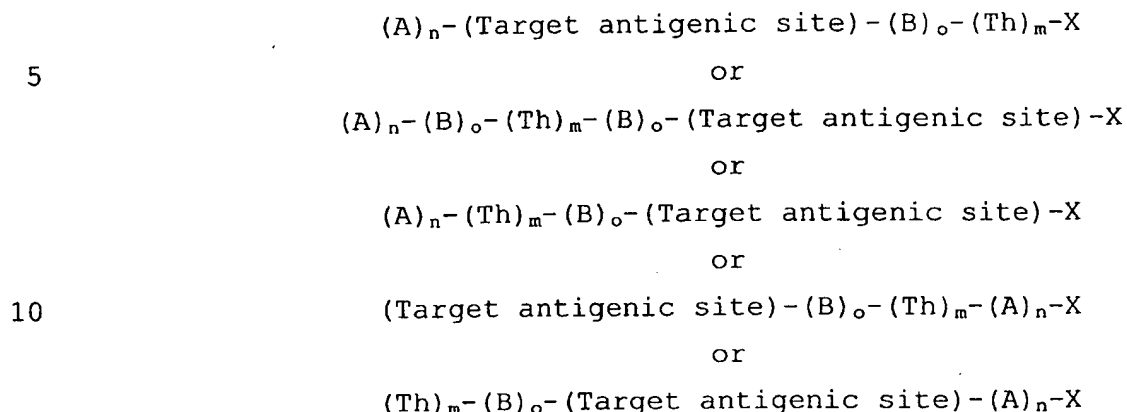 (A)n-(Target antigenic site)-(B)o-(Th)m-X
5 or
(A)n-(B)o-(Th)m-(B)o-(Target antigenic site)-X
or
(A)n-(Th)m-(B)o-(Target antigenic site)-X
or
10 (Target antigenic site)-(B)o-(Th)m-(A)n-X
or
(Th)m-(B)o-(Target antigenic site)-(A)n-X